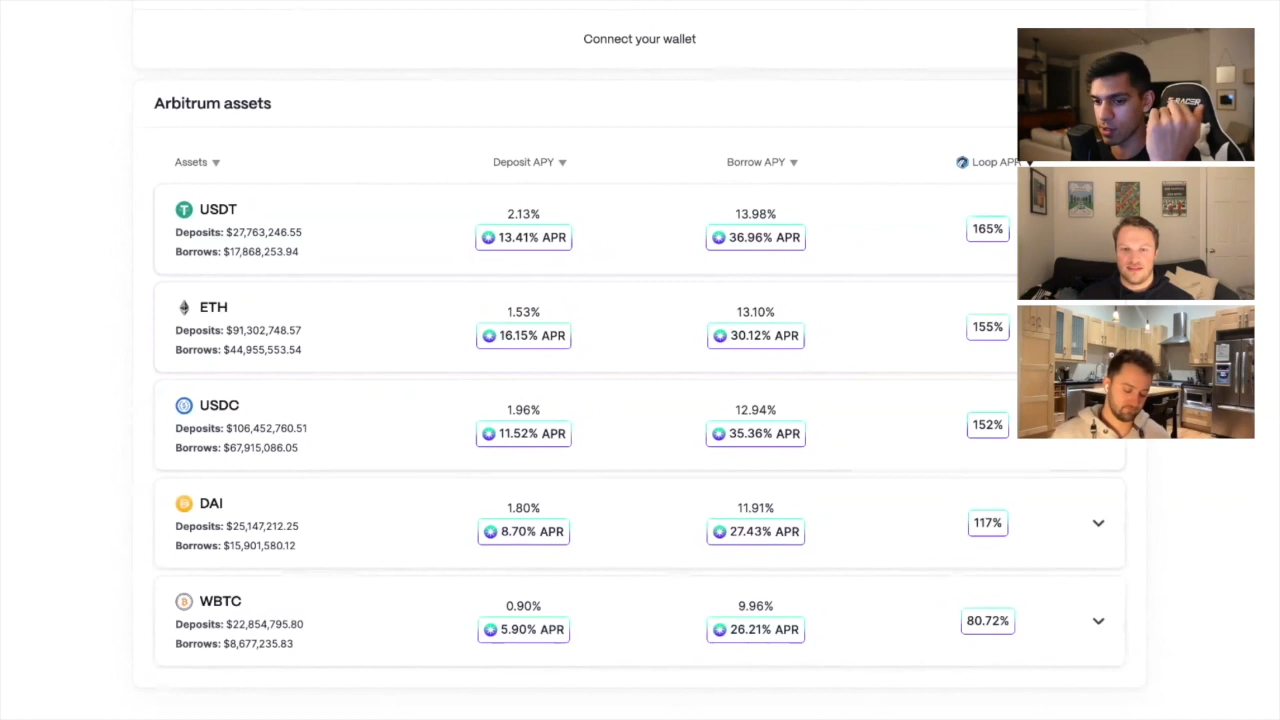 Connect your wallet
Arbitrum assets
Assets Deposit APY Borrow APY Loop APR
USDT
Deposits: $27,763,246.55
Borrows: $17,868,253.94
2.13%
13.41% APR
13.98%
36.96% APR
165%
ETH
Deposits: $91,302,748.57
Borrows: $44,955,553.54
1.53%
16.15% APR
13.10%
30.12% APR
155%
USDC
Deposits: $106,452,760.51
Borrows: $67,915,086.05
1.96%
11.52% APR
12.94%
35.36% APR
152%
DAI
Deposits: $25,147,212.25
Borrows: $15,901,580.12
1.80%
8.70% APR
11.91%
27.43% APR
117%
WBTC
Deposits: $22,854,795.80
Borrows: $8,677,235.83
0.90%
5.90% APR
9.96%
26.21% APR
80.72%